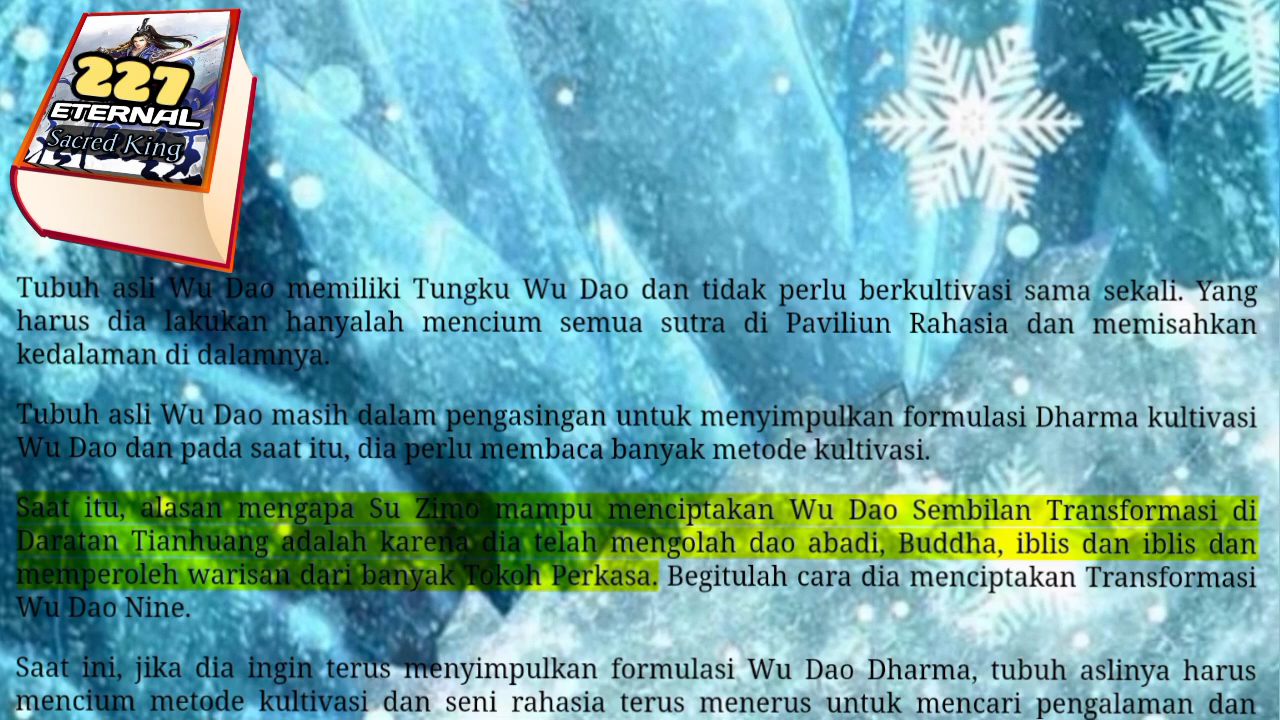 227
ETERNAL
Sacred King
Tubuh asli Wu Dao memiliki Tungku Wu Dao dan tidak perlu berkultivasi sama sekali. Yang
harus dia lakukan hanyalah mencium semua sutra di Paviliun Rahasia dan memisahkan
kedalaman di dalamnya.
Tubuh asli Wu Dao masih dalam pengasingan untuk menyimpulkan formulasi Dharma kultivasi
Wu Dao dan pada saat itu, dia perlu membaca banyak metode kultivasi.
Saat itu, alasan mengapa Su Zimo mampu menciptakan Wu Dao Sembilan Transformasi di
Daratan Tianhuang adalah karena dia telah mengolah dao abadi, Buddha, iblis dan iblis dan
memperoleh warisan dari banyak Tokoh Perkasa. Begitulah cara dia menciptakan Transformasi
Wu Dao Nine.
Saat ini, jika dia ingin terus menyimpulkan formulasi Wu Dao Dharma, tubuh aslinya harus
mencium metode kultivasi dan seni rahasia terus menerus untuk mencari pengalaman dan